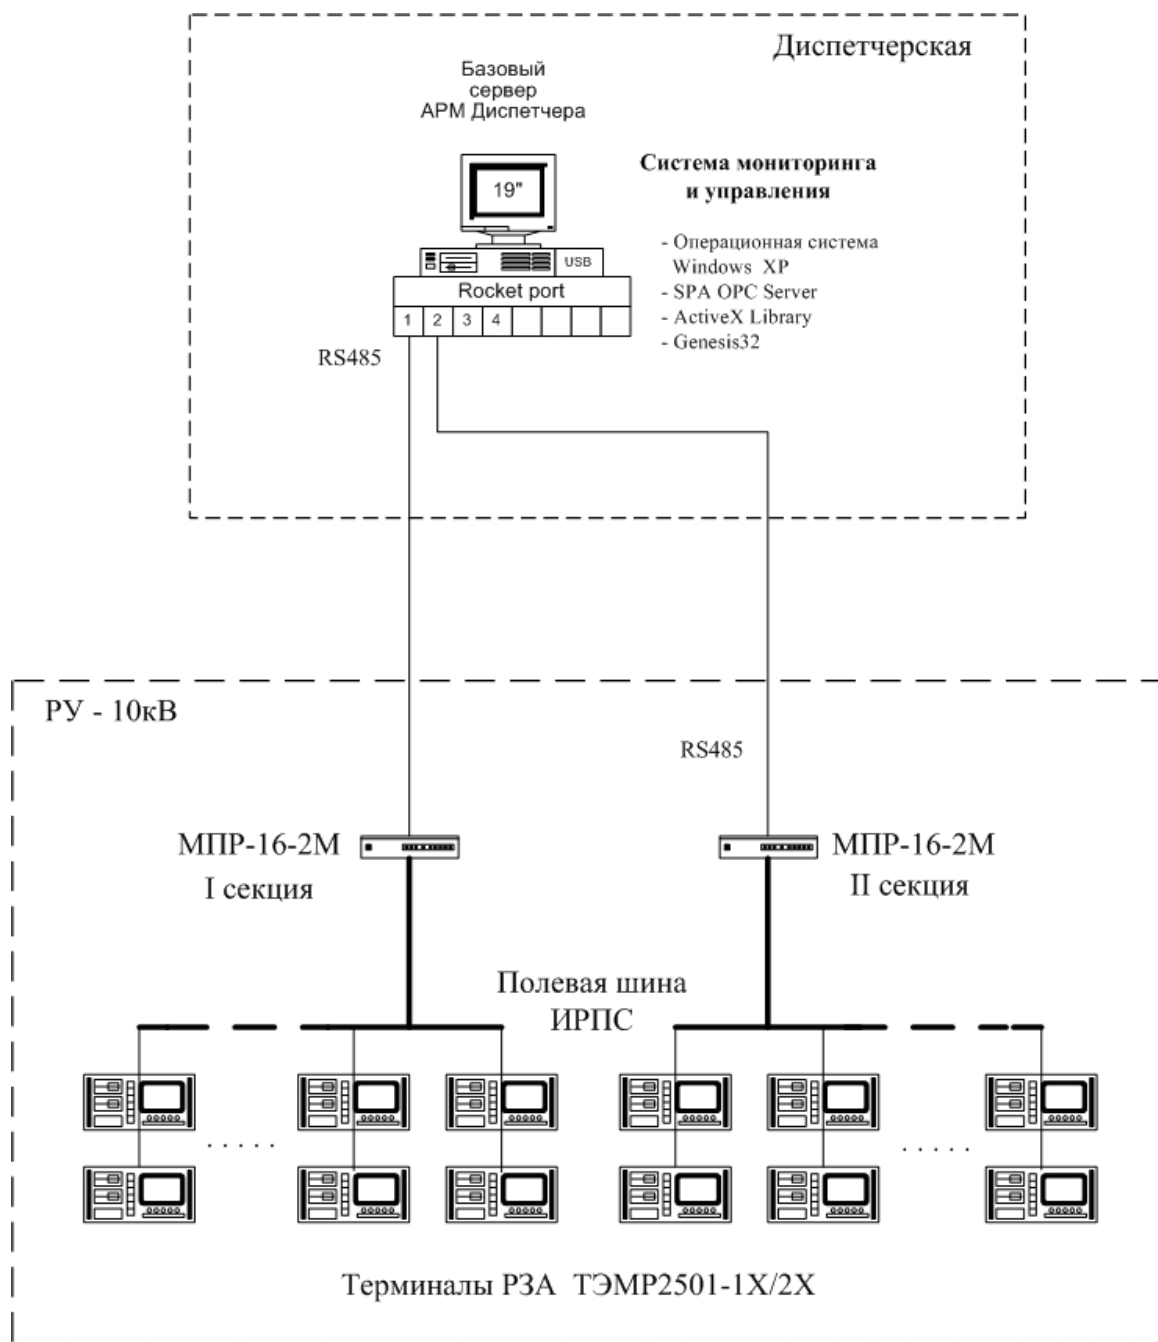 Диспетчерская
Базовый
сервер
АРМ Диспетчера
19"
USB
Rocket port
1 2 3 4
Система мониторинга
и управления
- Операционная система
Windows XP
- SPA OPC Server
- ActiveX Library
- Genesis32
RS485
РУ - 10кВ
RS485
МПР-16-2М
I секция
МПР-16-2М
II секция
Полевая шина
ИРПС
. . . . .
. . . . .
Терминалы РЗА ТЭМР2501-1Х/2Х